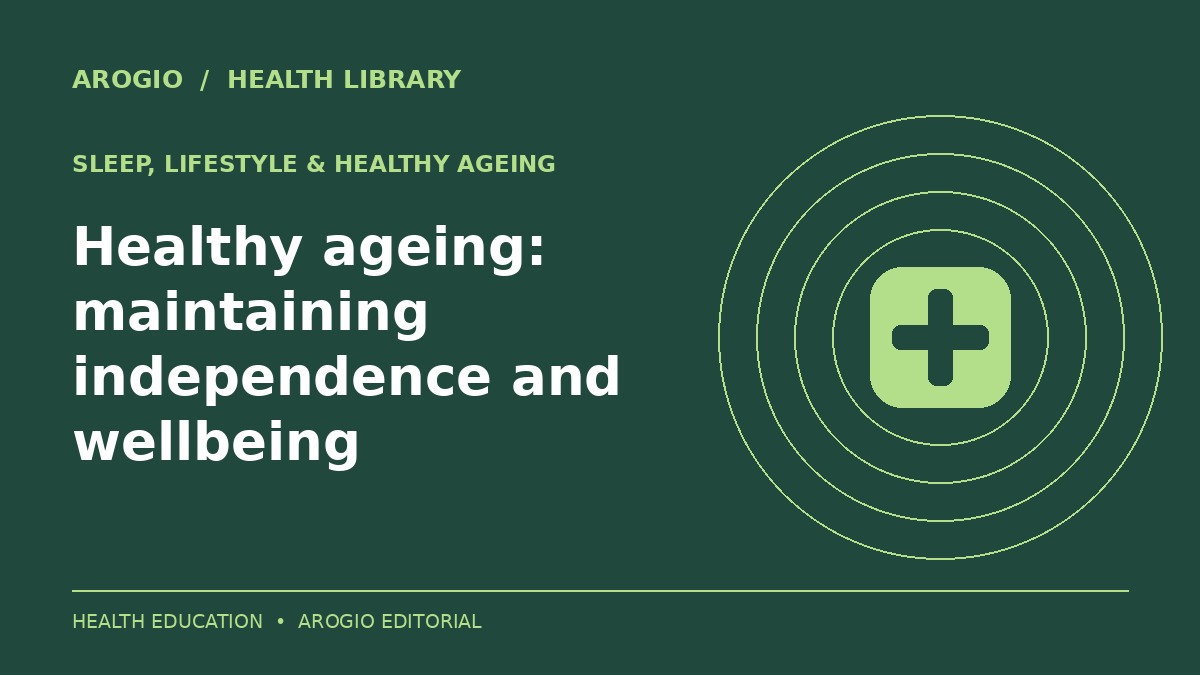 AROGIO / HEALTH LIBRARY
SLEEP, LIFESTYLE & HEALTHY AGEING
Healthy ageing:
maintaining
independence and
wellbeing
HEALTH EDUCATION • AROGIO EDITORIAL